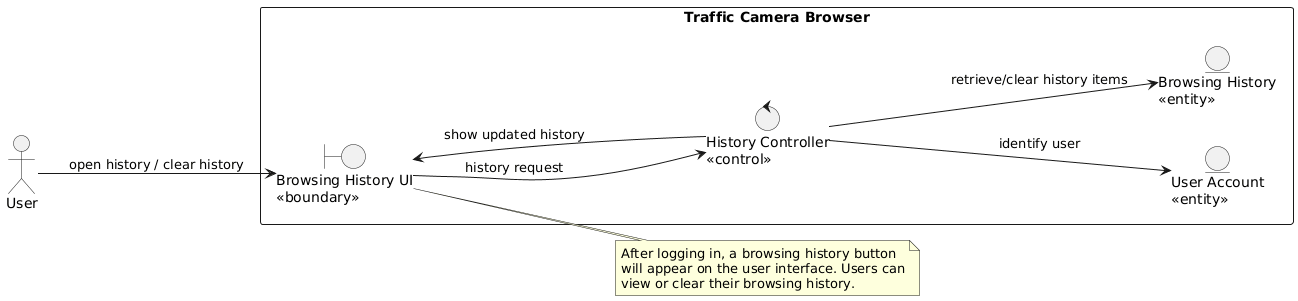 Traffic Camera Browser
Browsing History
«entity»
retrieve/clear history items
show updated history
History Controller
«control»
identify user
open history / clear history
history request
User
Browsing History UI
«boundary»
User Account
«entity»
After logging in, a browsing history button
will appear on the user interface. Users can
view or clear their browsing history.